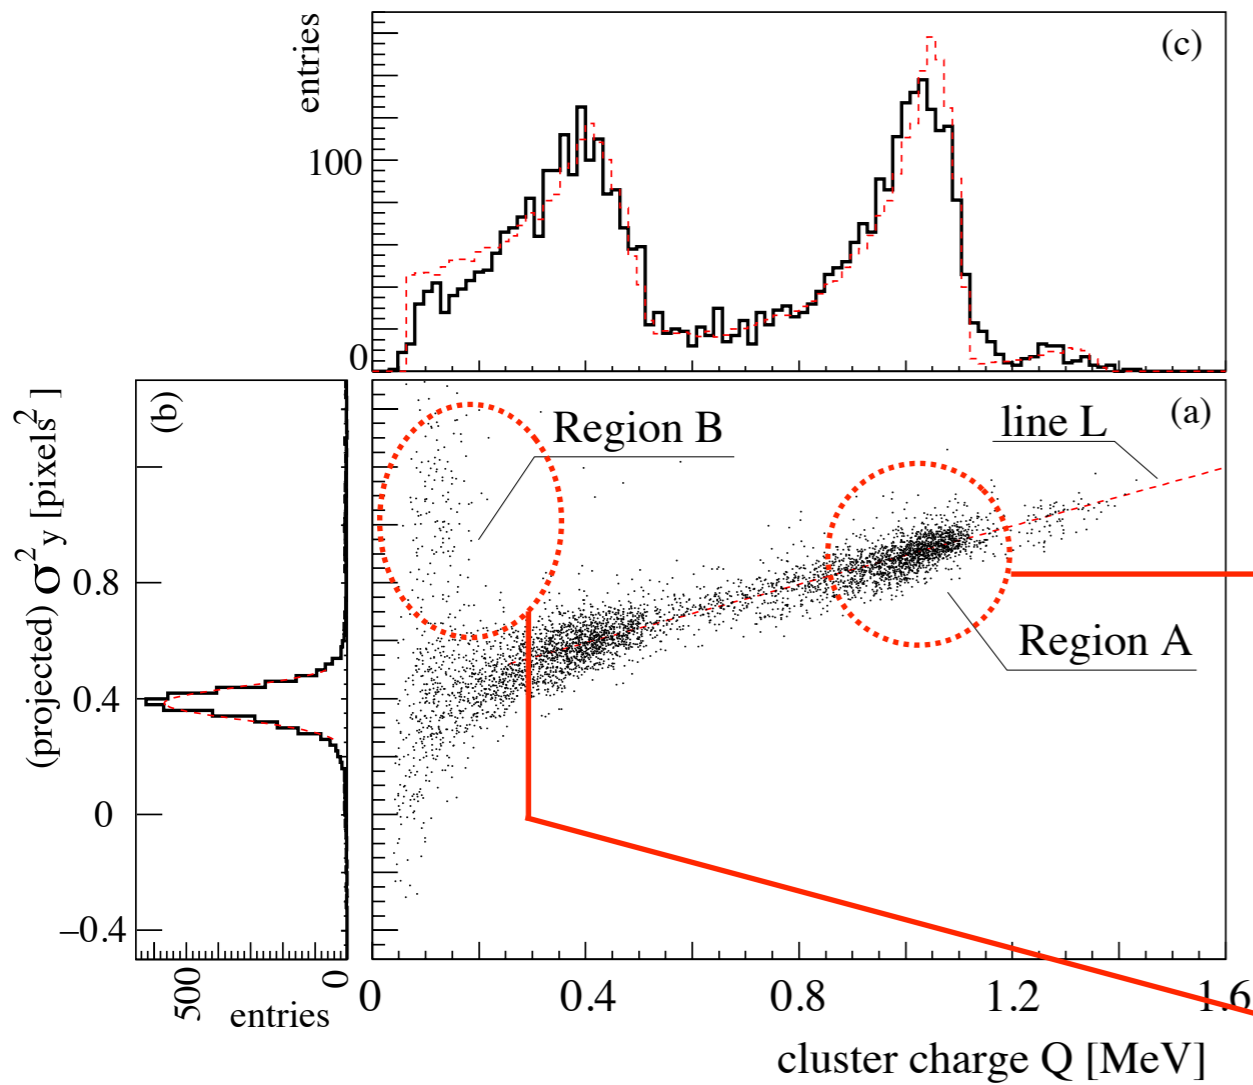 entries
(c)
100
0
(b)
(a)
Region B
line L
Region A
(projected) σ²y [pixels²]
0.8
0.4
0
−0.4
500
0
entries
0
0.4
0.8
1.2
1.6
cluster charge Q [MeV]